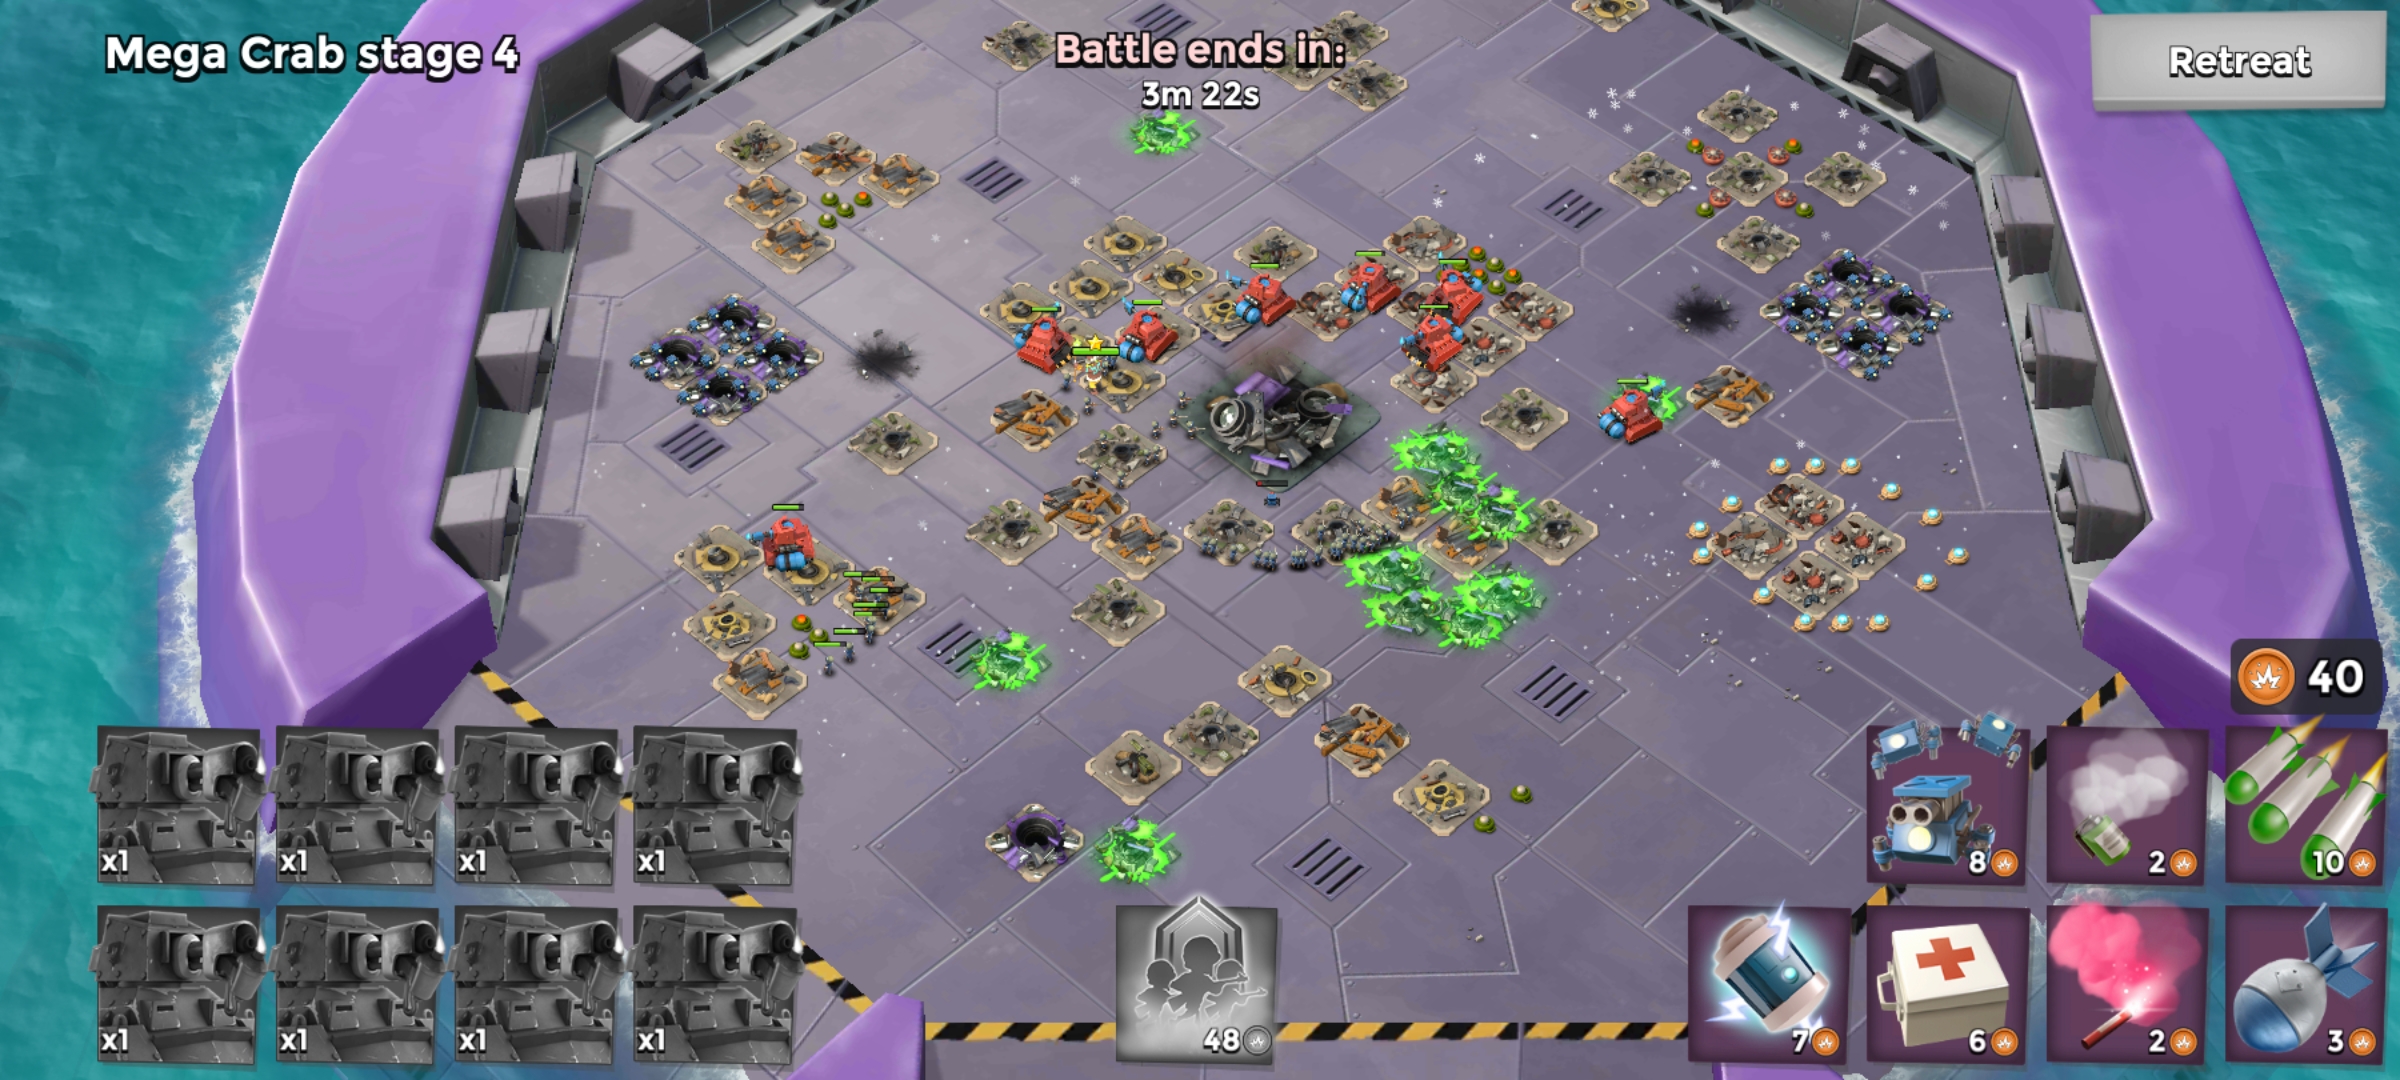 Mega Crab stage 4
Battle ends in:
3m 22s
Retreat
40
x1
x1
x1
x1
8
2
10
x1
x1
x1
x1
48
7
6
2
3